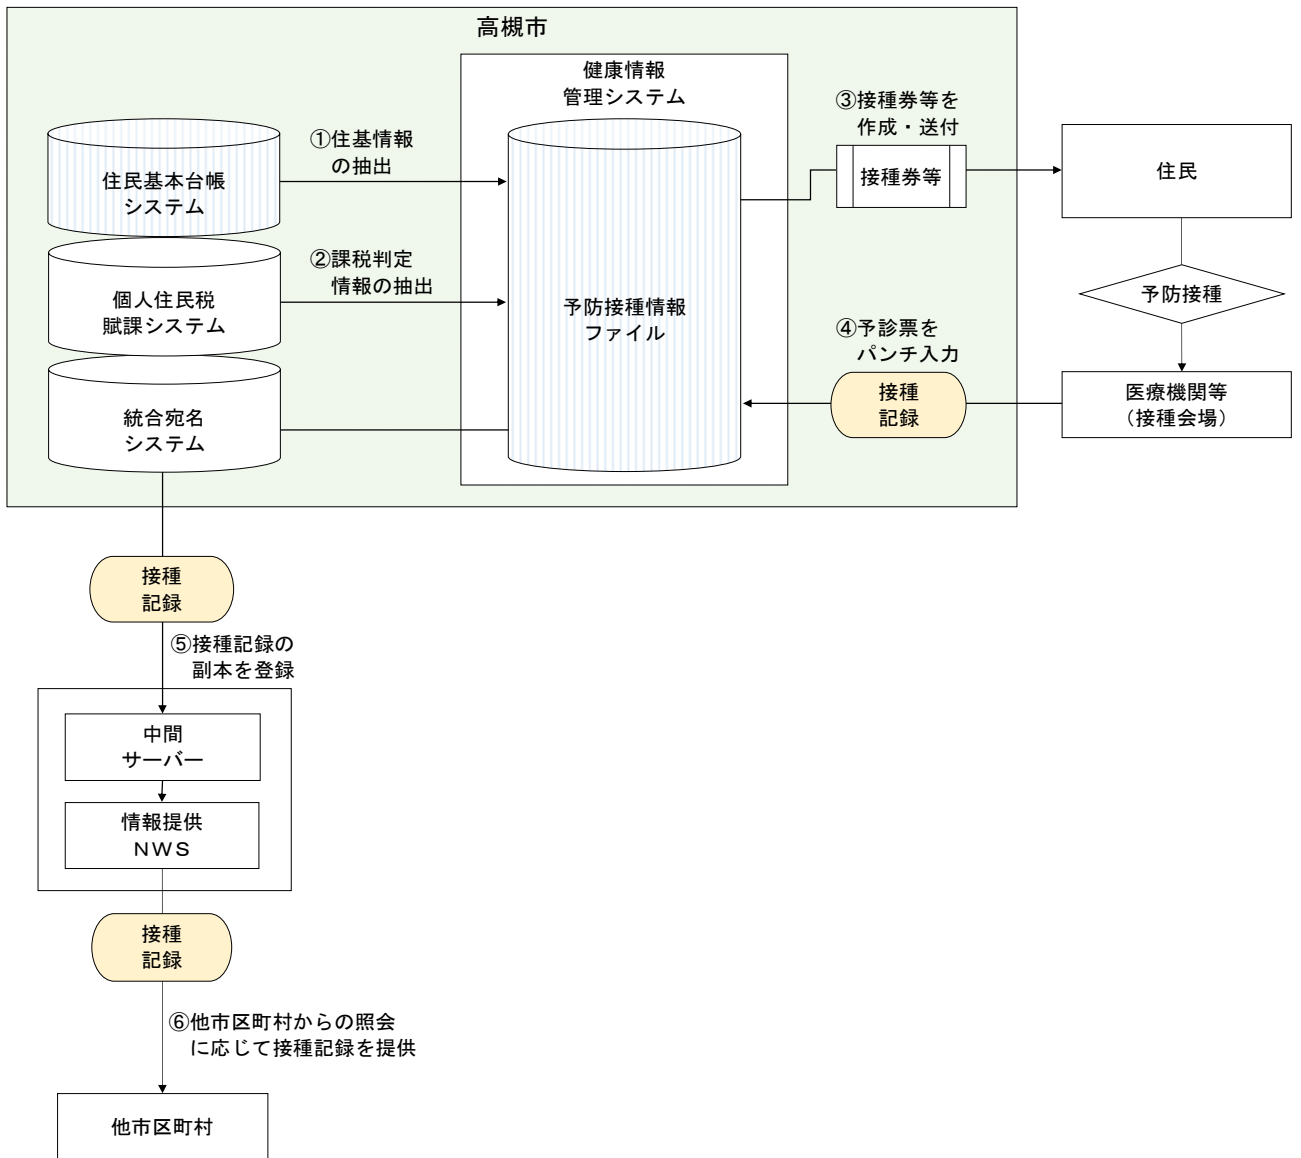 高槻市
健康情報
管理システム
住民基本台帳
システム
①住基情報
の抽出
個人住民税
賦課システム
②課税判定
情報の抽出
統合宛名
システム
予防接種情報
ファイル
③接種券等を
作成・送付
接種券等
住民
予防接種
医療機関等
（接種会場）
④予診票を
パンチ入力
接種
記録
接種
記録
⑤接種記録の
副本を登録
中間
サーバー
情報提供
ＮＷＳ
接種
記録
⑥他市区町村からの照会
に応じて接種記録を提供
他市区町村